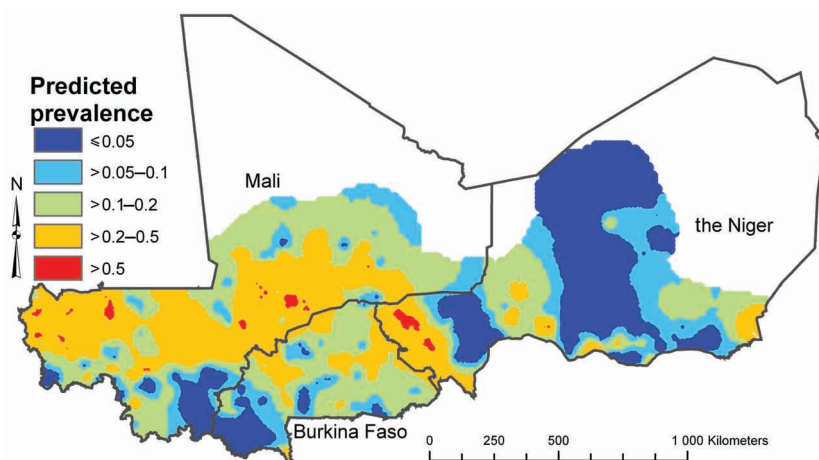 Predicted
prevalence
≤0.05
>0.05–0.1
>0.1–0.2
>0.2–0.5
>0.5
N
Mali
the Niger
Burkina Faso
0 250 500 1 000 Kilometers